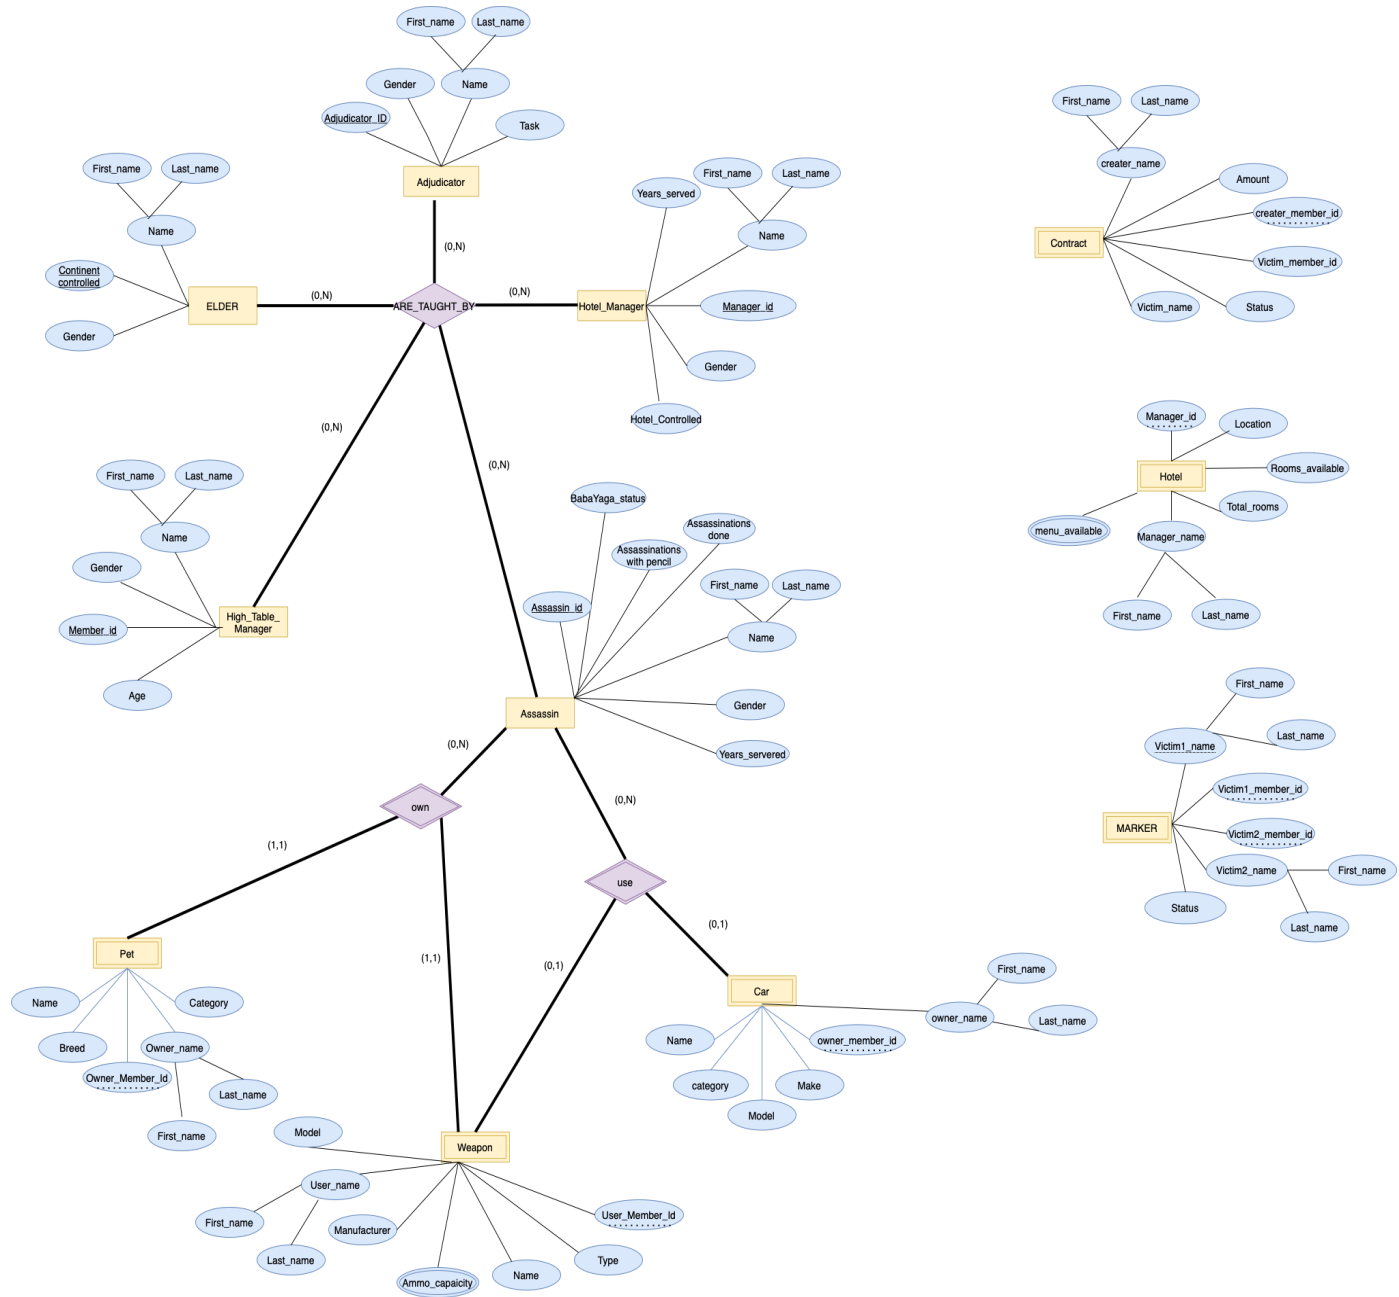 First_name
Last_name
Gender
Name
Adjudicator_ID
Task
Adjudicator
(0,N)
First_name
Last_name
Name
Continent
controlled
Gender
ELDER
(0,N)
ARE_TAUGHT_BY
(0,N)
Hotel_Manager
Years_served
First_name
Last_name
Name
Manager_id
Gender
Hotel_Controlled
(0,N)
(0,N)
First_name
Last_name
Name
Gender
Member_id
Age
High_Table_
Manager
BabaYaga_status
Assassinations
with pencil
Assassinations
done
Assassin_id
First_name
Last_name
Name
Gender
Years_servered
Assassin
(0,N)
(0,N)
own
use
(1,1)
(1,1)
(0,1)
(0,1)
Pet
Name
Breed
Owner_Member_Id
Owner_name
Category
Last_name
First_name
Car
Name
category
Model
Make
owner_member_id
owner_name
First_name
Last_name
Weapon
Model
User_name
First_name
Last_name
Manufacturer
Ammo_capaicity
Name
Type
User_Member_Id
First_name
Last_name
creater_name
Contract
Amount
creater_member_id
Victim_member_id
Status
Victim_name
Manager_id
Location
Rooms_available
Total_rooms
Hotel
menu_available
Manager_name
First_name
Last_name
First_name
Last_name
Victim1_name
Victim1_member_id
MARKER
Victim2_member_id
Victim2_name
First_name
Last_name
Status